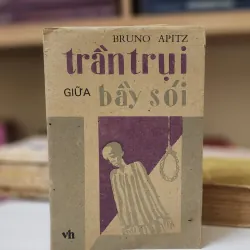 BRUNO APITZ
trần trụi
GIỮA
bầy sói
vh